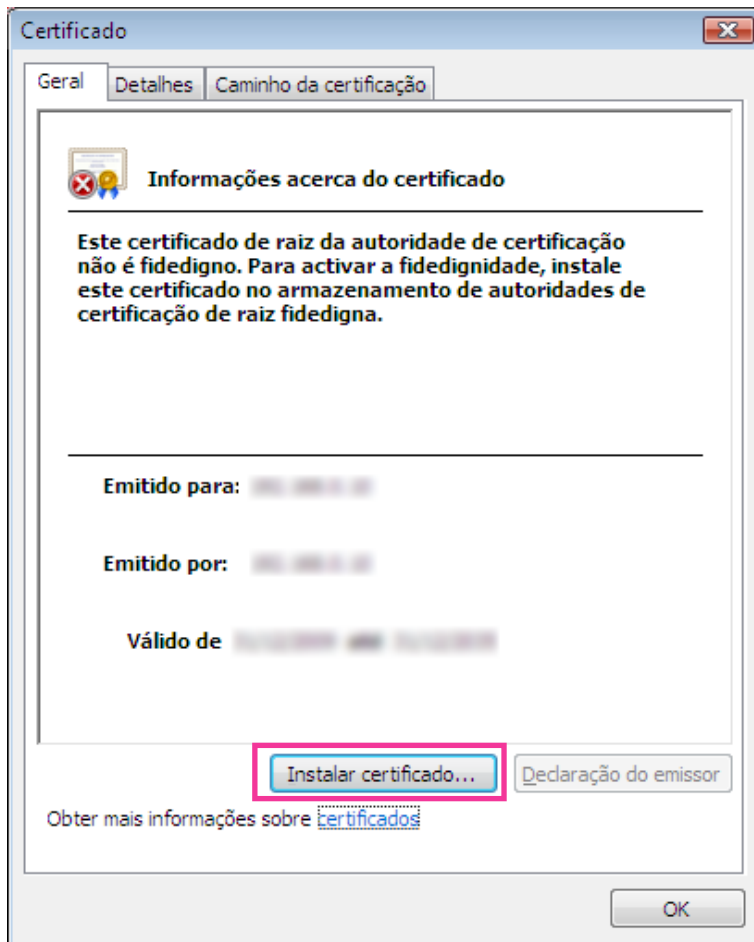 Certificado
Geral Detalhes Caminho da certificação
Informações acerca do certificado
Este certificado de raiz da autoridade de certificação
não é fidedigno. Para activar a fidedignidade, instale
este certificado no armazenamento de autoridades de
certificação de raiz fidedigna.
Emitido para:
Emitido por:
Válido de
Instalar certificado... Declaração do emissor
Obter mais informações sobre certificados
OK